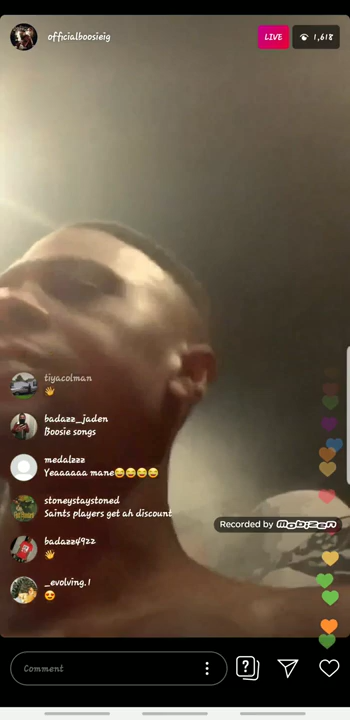 officialboosieig
LIVE
1,618
tiyacolman
👋
badazz_jaden
Boosie songs
medalzzz
Yeaaaaa mane😂😂😂😂
stoneystaystoned
Saints players get ah discount
badazz4922
👋
Recorded by MOBIZEN
_evolving.1
😍
Comment